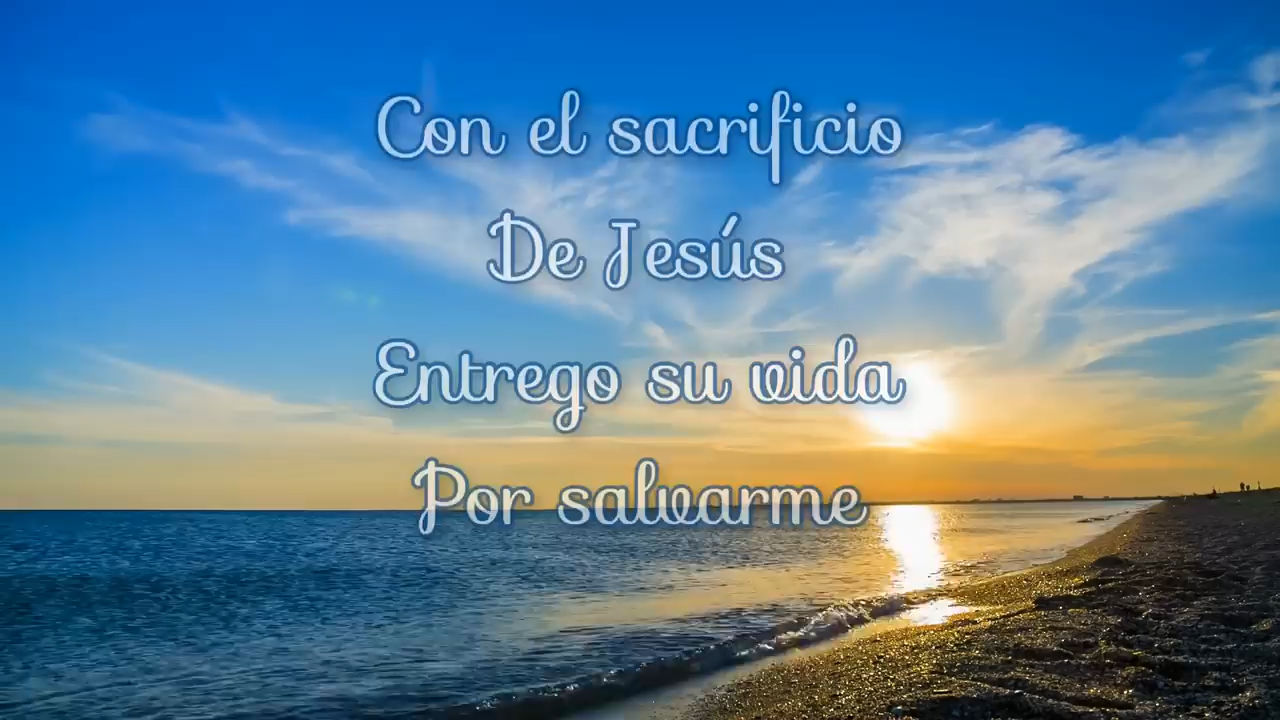 Con el sacrificio
De Jesús
Entrego su vida
Por salvarme